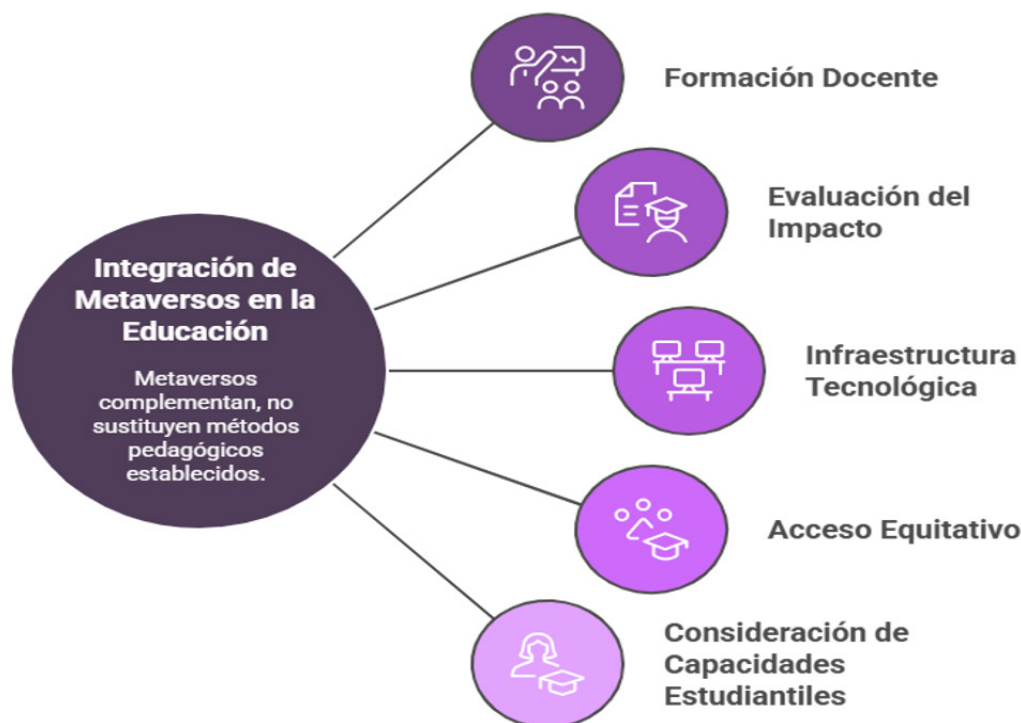 Integración de
Metaversos en la
Educación
Metaversos
complementan, no
sustituyen métodos
pedagógicos
establecidos.
Formación Docente
Evaluación del
Impacto
Infraestructura
Tecnológica
Acceso Equitativo
Consideración de
Capacidades
Estudiantiles